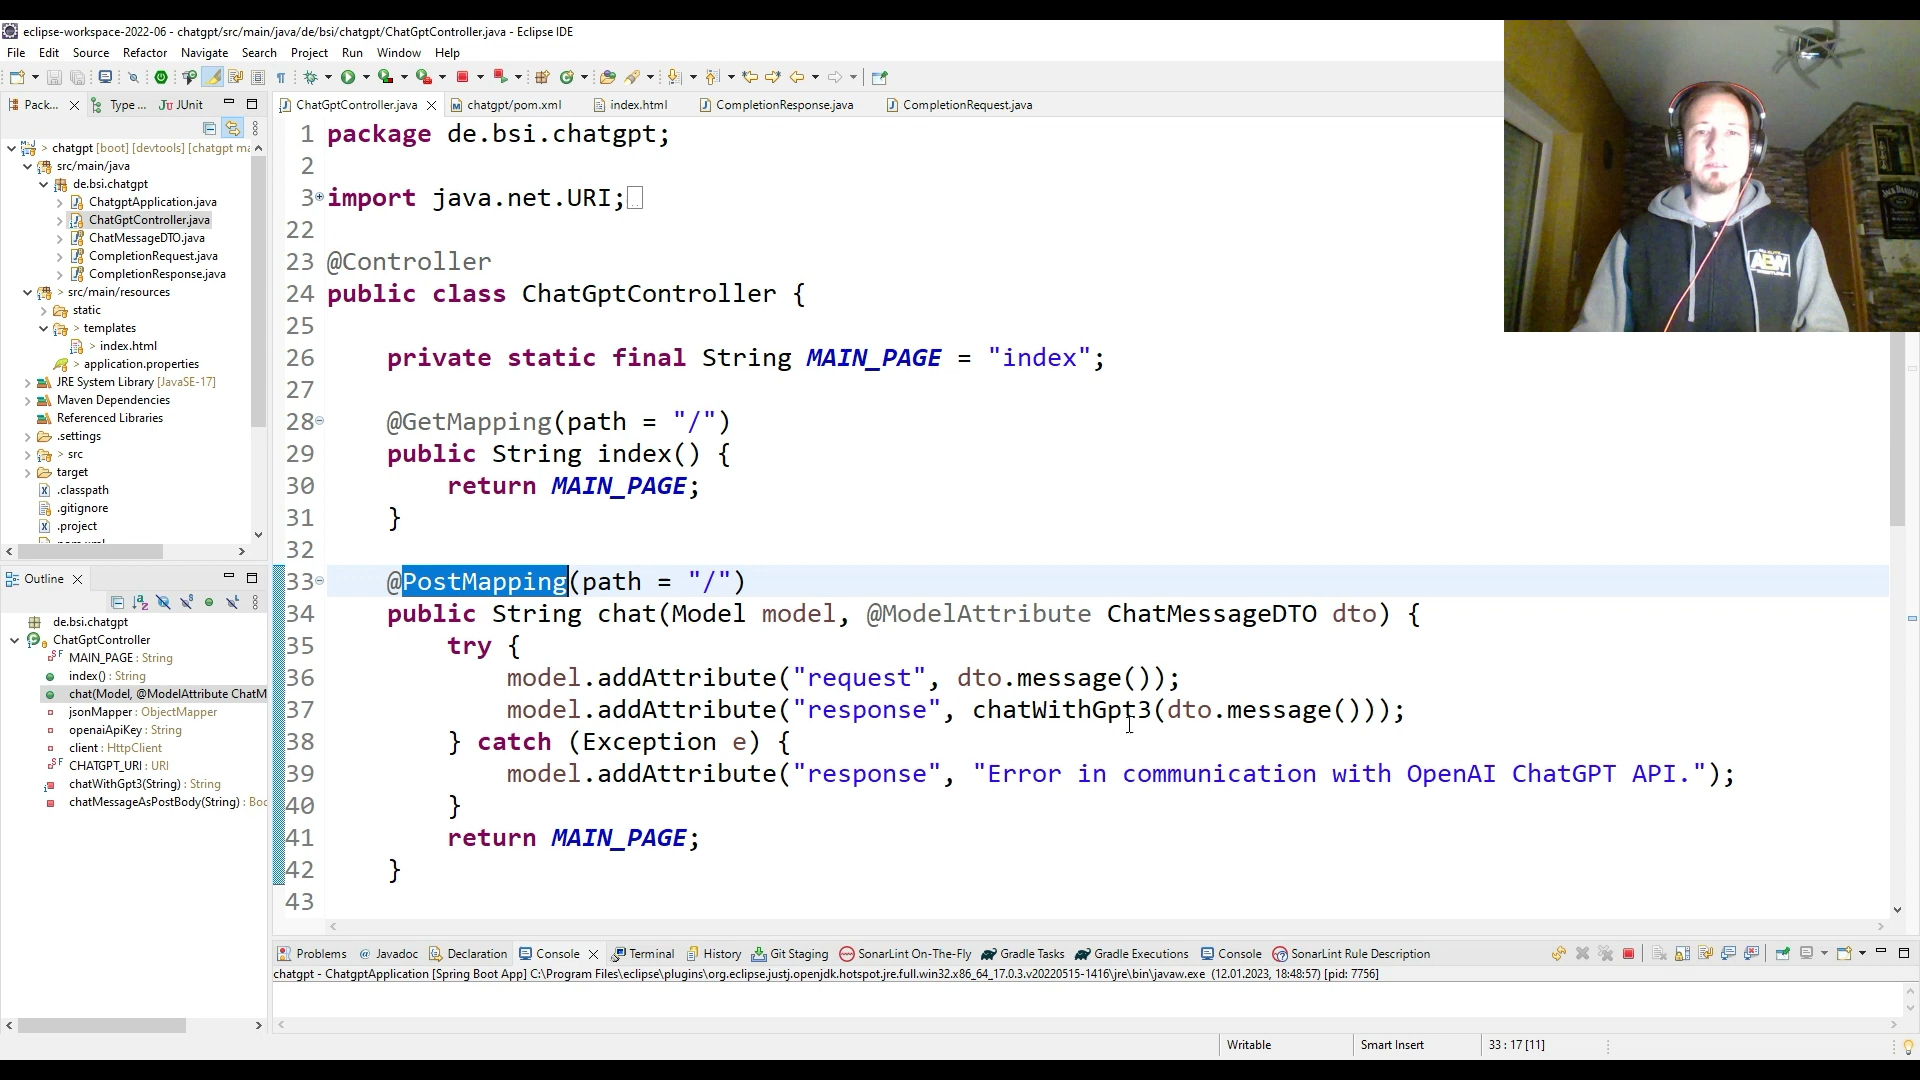 eclipse-workspace-2022-06 - chatgpt/src/main/java/de/bsi/chatgpt/ChatGptController.java - Eclipse IDE
File Edit Source Refactor Navigate Search Project Run Window Help
Pack... Type ... JUnit
ChatGptController.java chatgpt/pom.xml index.html CompletionResponse.java CompletionRequest.java
> chatgpt [boot] [devtools] [chatgpt ma
src/main/java
de.bsi.chatgpt
ChatgptApplication.java
ChatGptController.java
ChatMessageDTO.java
CompletionRequest.java
CompletionResponse.java
> src/main/resources
static
> templates
> index.html
> application.properties
JRE System Library [JavaSE-17]
Maven Dependencies
Referenced Libraries
.settings
> src
target
.classpath
.gitignore
.project
Outline
de.bsi.chatgpt
ChatGptController
MAIN_PAGE : String
index() : String
chat(Model, @ModelAttribute ChatM
jsonMapper : ObjectMapper
openaiApiKey : String
client : HttpClient
CHATGPT_URI : URI
chatWithGpt3(String) : String
chatMessageAsPostBody(String) : Boo
1 package de.bsi.chatgpt;
2
3 import java.net.URI;
22
23 @Controller
24 public class ChatGptController {
25
26 private static final String MAIN_PAGE = "index";
27
28 @GetMapping(path = "/")
29 public String index() {
30 return MAIN_PAGE;
31 }
32
33 @PostMapping(path = "/")
34 public String chat(Model model, @ModelAttribute ChatMessageDTO dto) {
35 try {
36 model.addAttribute("request", dto.message());
37 model.addAttribute("response", chatWithGpt3(dto.message()));
38 } catch (Exception e) {
39 model.addAttribute("response", "Error in communication with OpenAI ChatGPT API.");
40 }
41 return MAIN_PAGE;
42 }
43
AEW
Problems @ Javadoc Declaration Console Terminal History Git Staging SonarLint On-The-Fly Gradle Tasks Gradle Executions Console SonarLint Rule Description
chatgpt - ChatgptApplication [Spring Boot App] C:\Program Files\eclipse\plugins\org.eclipse.justj.openjdk.hotspot.jre.full.win32.x86_64_17.0.3.v20220515-1416\jre\bin\javaw.exe (12.01.2023, 18:48:57) [pid: 7756]
Writable Smart Insert 33 : 17 [11]